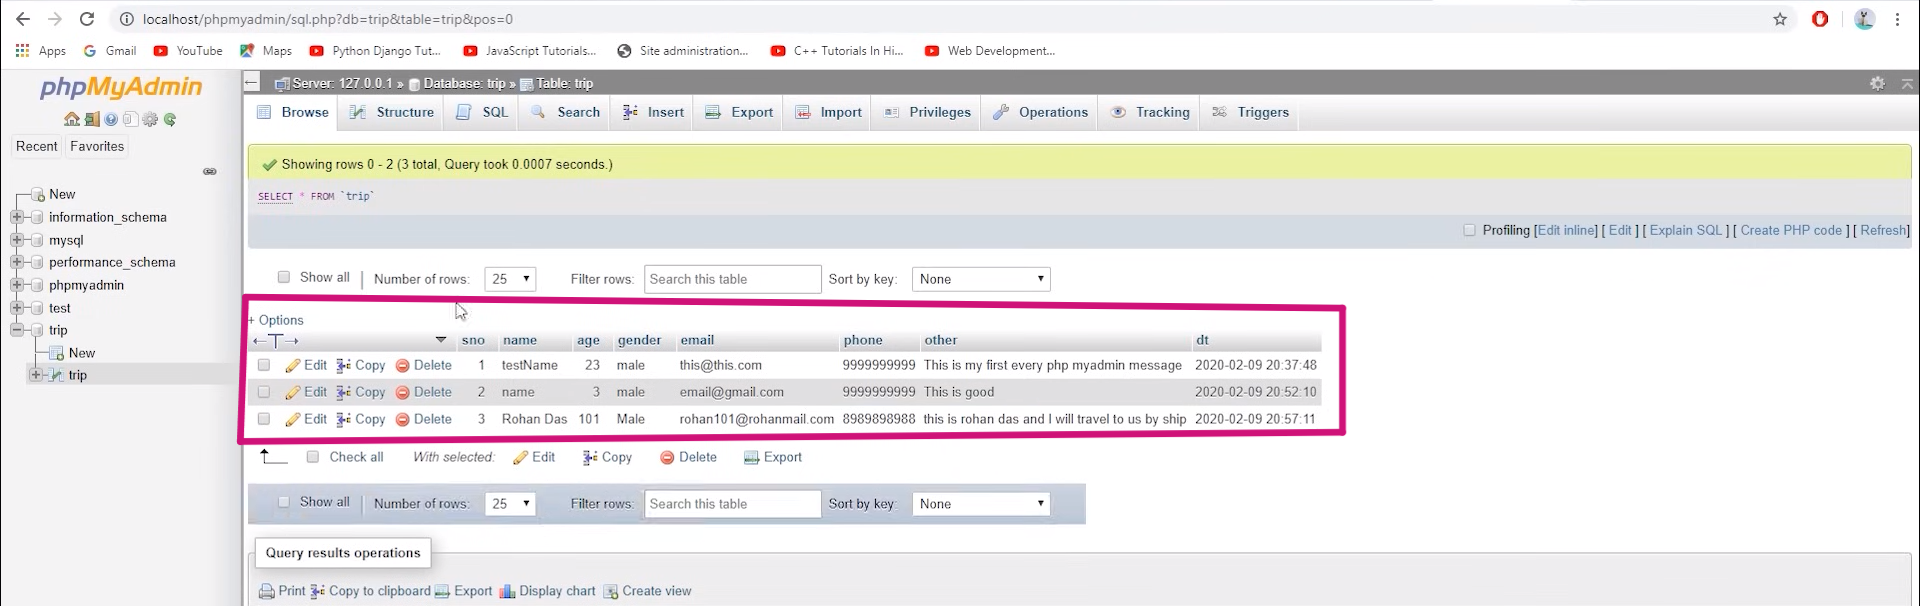 localhost/phpmyadmin/sql.php?db=trip&table=trip&pos=0
Apps Gmail YouTube Maps Python Django Tut... JavaScript Tutorials... Site administration... C++ Tutorials In Hi... Web Development...
phpMyAdmin
Recent Favorites
New
information_schema
mysql
performance_schema
phpmyadmin
test
trip
New
trip
Server: 127.0.0.1 » Database: trip » Table: trip
Browse Structure SQL Search Insert Export Import Privileges Operations Tracking Triggers
Showing rows 0 - 2 (3 total, Query took 0.0007 seconds.)
SELECT * FROM `trip`
Profiling [Edit inline] [ Edit ] [ Explain SQL ] [ Create PHP code ] [ Refresh]
Show all Number of rows: 25 Filter rows: Search this table Sort by key: None
+ Options
←T→ sno name age gender email phone other dt
Edit Copy Delete 1 testName 23 male this@this.com 9999999999 This is my first every php myadmin message 2020-02-09 20:37:48
Edit Copy Delete 2 name 3 male email@gmail.com 9999999999 This is good 2020-02-09 20:52:10
Edit Copy Delete 3 Rohan Das 101 Male rohan101@rohanmail.com 8989898988 this is rohan das and I will travel to us by ship 2020-02-09 20:57:11
Check all With selected: Edit Copy Delete Export
Show all Number of rows: 25 Filter rows: Search this table Sort by key: None
Query results operations
Print Copy to clipboard Export Display chart Create view